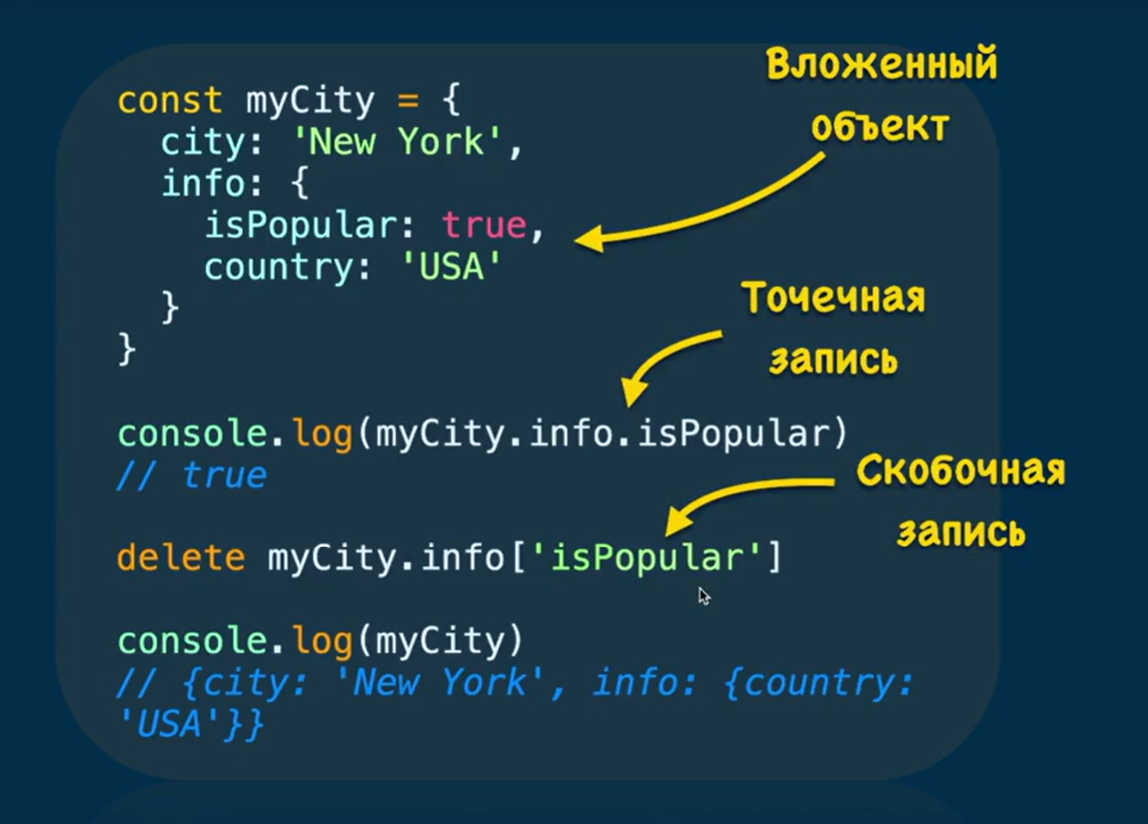 Вложенный
объект
const myCity = {
  city: 'New York',
  info: {
    isPopular: true,
    country: 'USA'
  }
}
Точечная
запись
console.log(myCity.info.isPopular)
// true
Скобочная
запись
delete myCity.info['isPopular']
console.log(myCity)
// {city: 'New York', info: {country:
'USA'}}